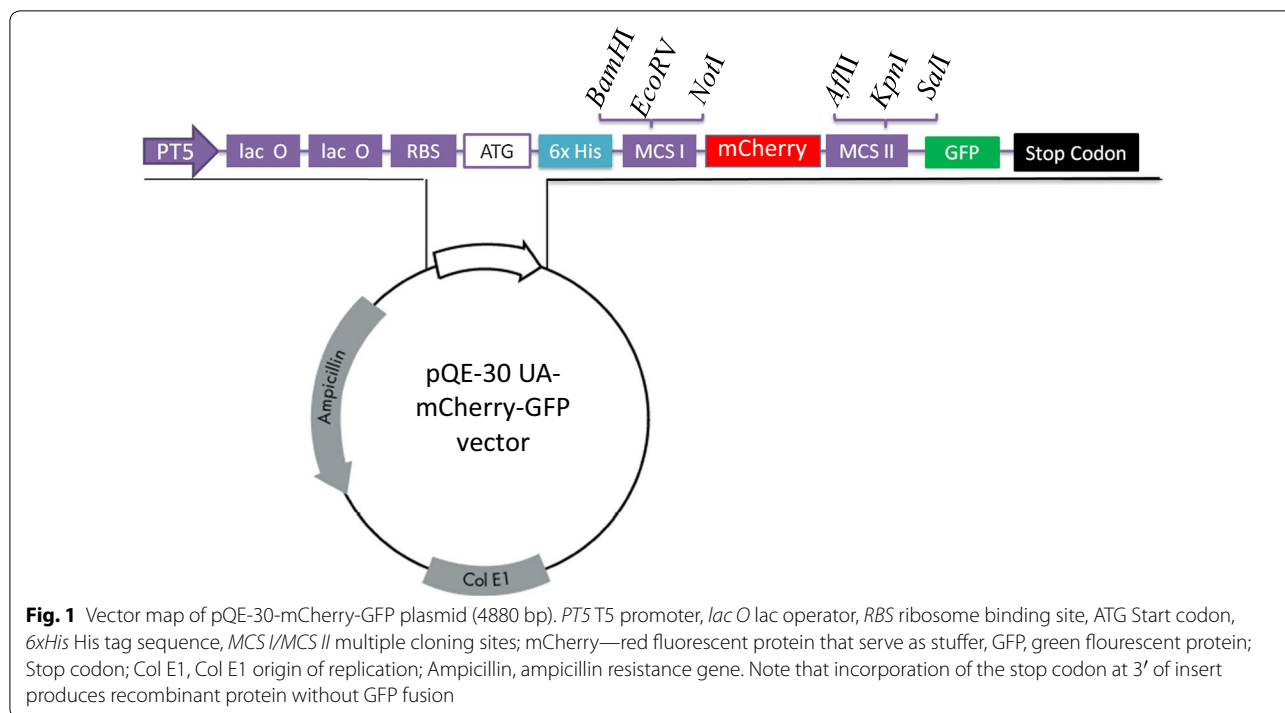 BamHI EcoRV NotI AflII KpnI SalI
PT5 lac O lac O RBS ATG 6x His MCS I mCherry MCS II GFP Stop Codon
Ampicillin
pQE-30 UA-
mCherry-GFP
vector
Col E1
Fig. 1 Vector map of pQE-30-mCherry-GFP plasmid (4880 bp). PT5 T5 promoter, lac O lac operator, RBS ribosome binding site, ATG Start codon,
6xHis His tag sequence, MCS I/MCS II multiple cloning sites; mCherry—red fluorescent protein that serve as stuffer, GFP, green flourescent protein;
Stop codon; Col E1, Col E1 origin of replication; Ampicillin, ampicillin resistance gene. Note that incorporation of the stop codon at 3′ of insert
produces recombinant protein without GFP fusion